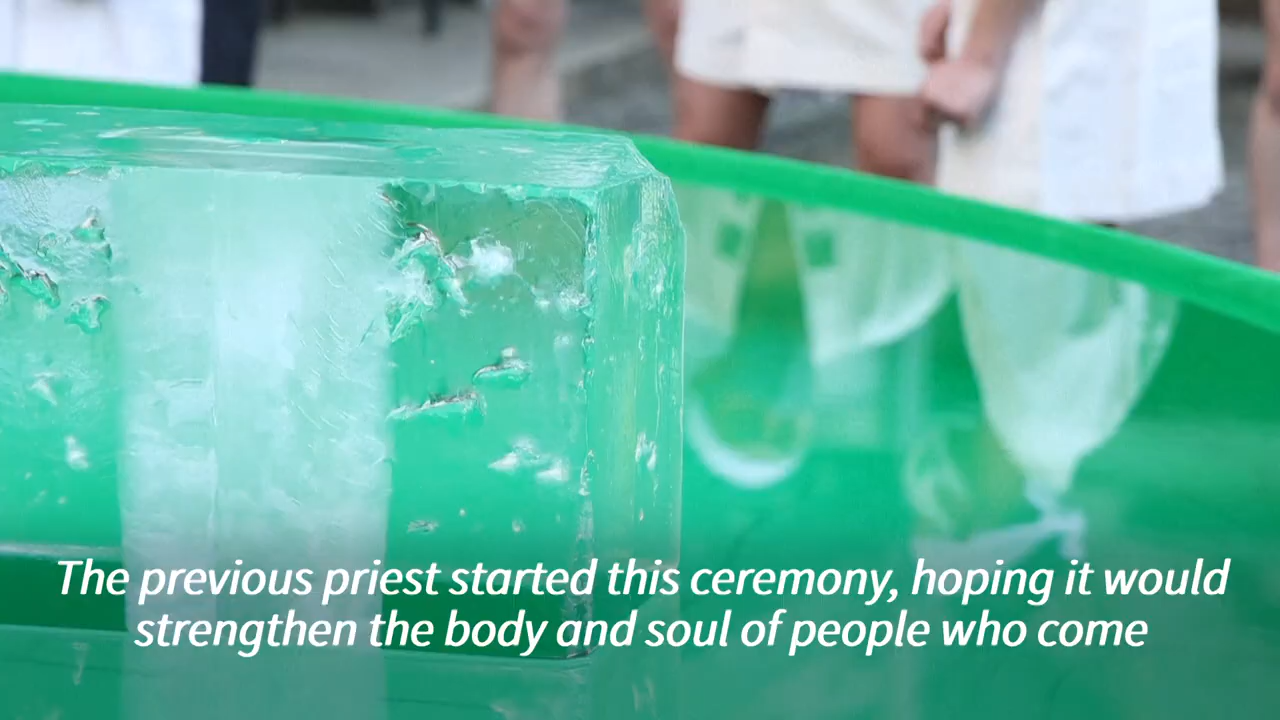 The previous priest started this ceremony, hoping it would
strengthen the body and soul of people who come